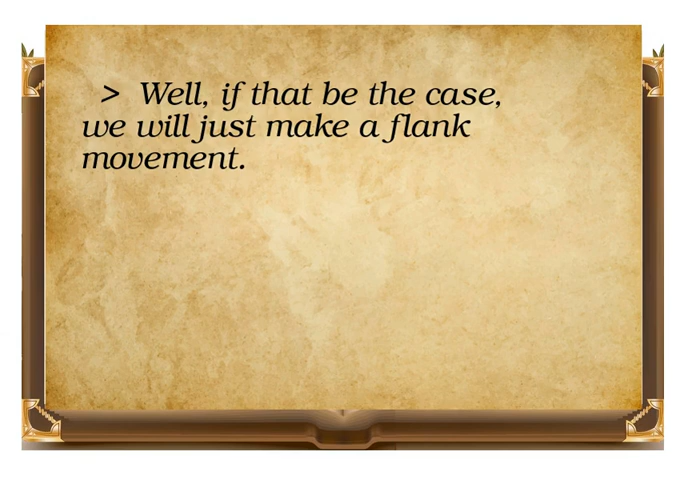 > Well, if that be the case,
we will just make a flank
movement.